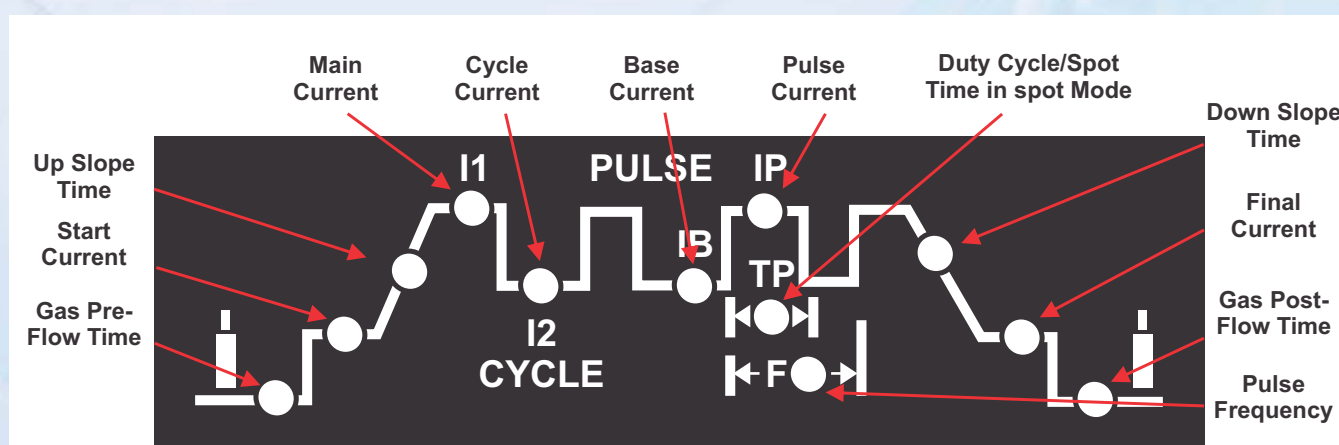 Main
Current
Cycle
Current
Base
Current
Pulse
Current
Duty Cycle/Spot
Time in spot Mode
Down Slope
Time
Up Slope
Time
Start
Current
Gas Pre-
Flow Time
Final
Current
Gas Post-
Flow Time
Pulse
Frequency
I1
PULSE
IP
IB
TP
I2
CYCLE
F